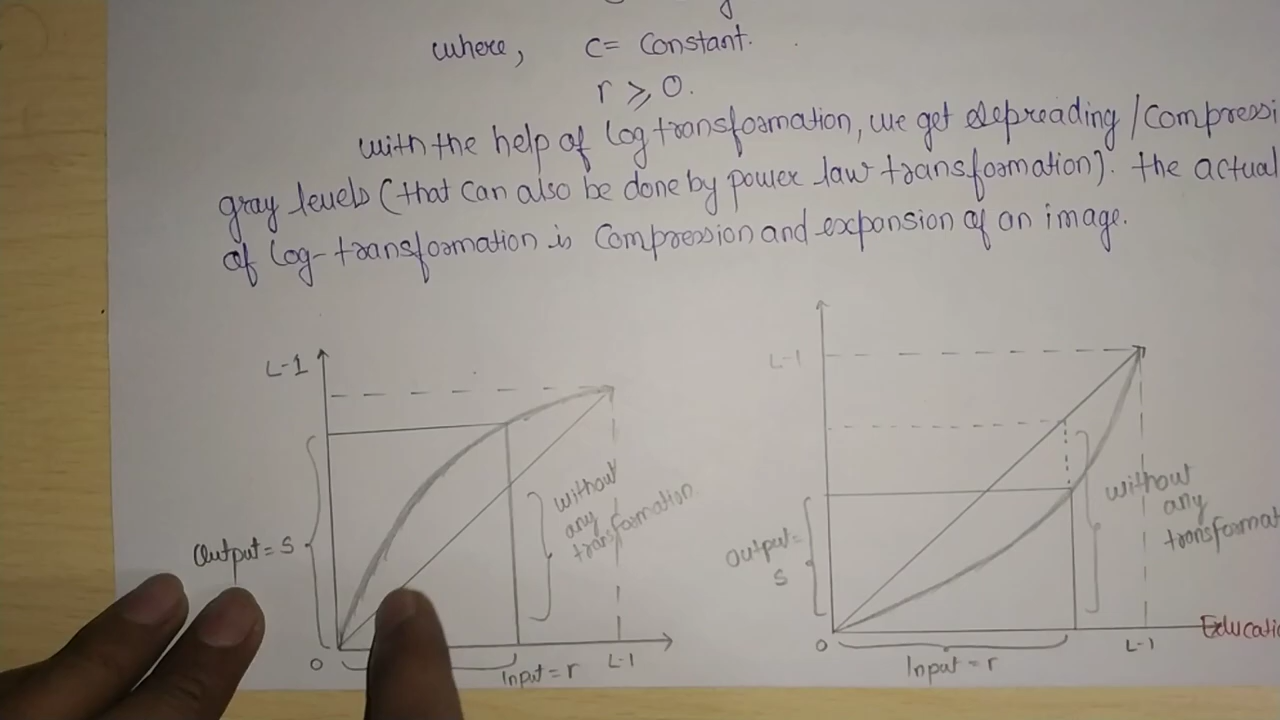 where, c = Constant.
r ⩾ 0.
with the help of log transformation, we get spreading / Compressi
gray levels (that can also be done by power law transformation). the actual
of log-transformation is Compression and expansion of an image.
L-1
Output = s
without
any
transformation.
0
Input = r
L-1
L-1
Output =
s
without
any
transformat
0
Input = r
L-1
Educatio